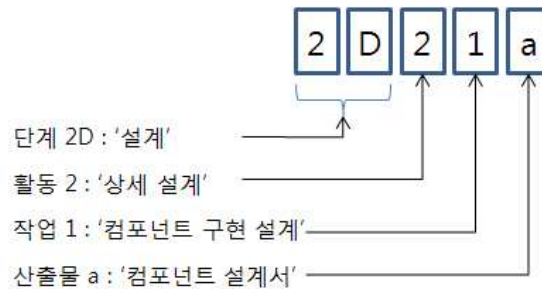 2 D 2 1 a
단계 2D : ‘설계’
활동 2 : ‘상세 설계’
작업 1 : ‘컴포넌트 구현 설계’
산출물 a : ‘컴포넌트 설계서’